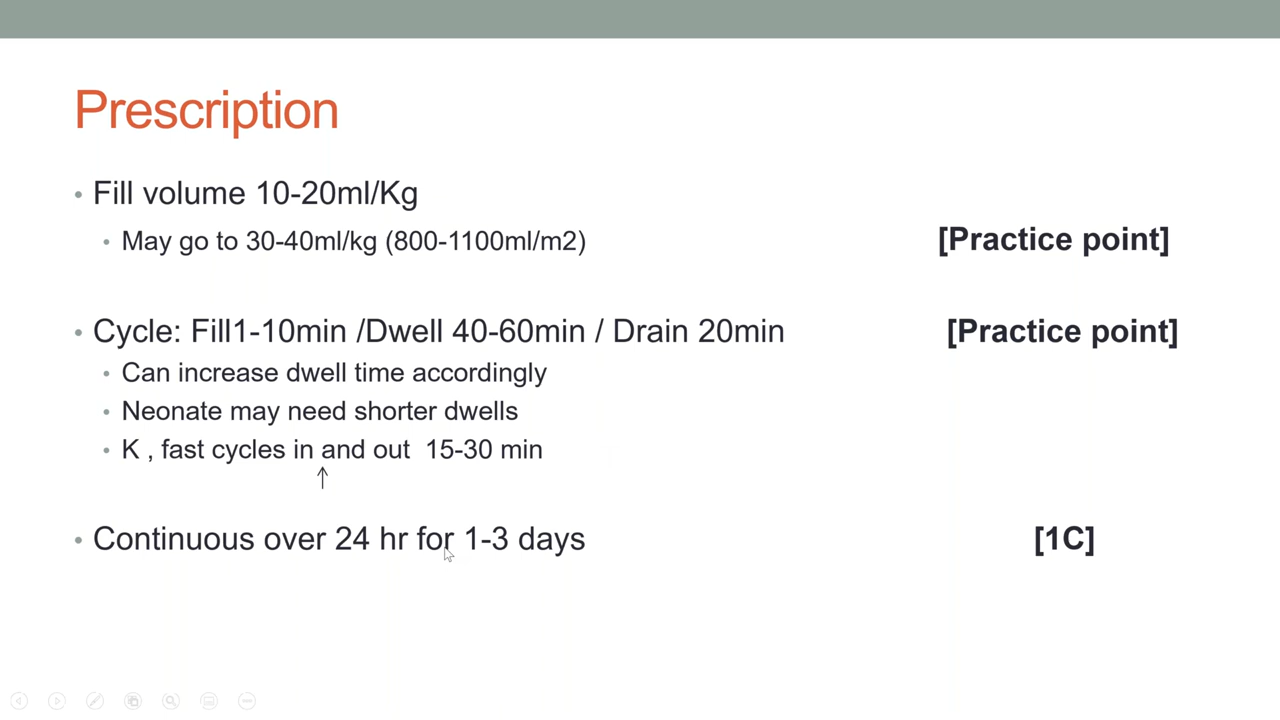 Prescription
• Fill volume 10-20ml/Kg
• May go to 30-40ml/kg (800-1100ml/m2) [Practice point]
• Cycle: Fill1-10min /Dwell 40-60min / Drain 20min [Practice point]
• Can increase dwell time accordingly
• Neonate may need shorter dwells
• K , fast cycles in and out 15-30 min
↑
• Continuous over 24 hr for 1-3 days [1C]